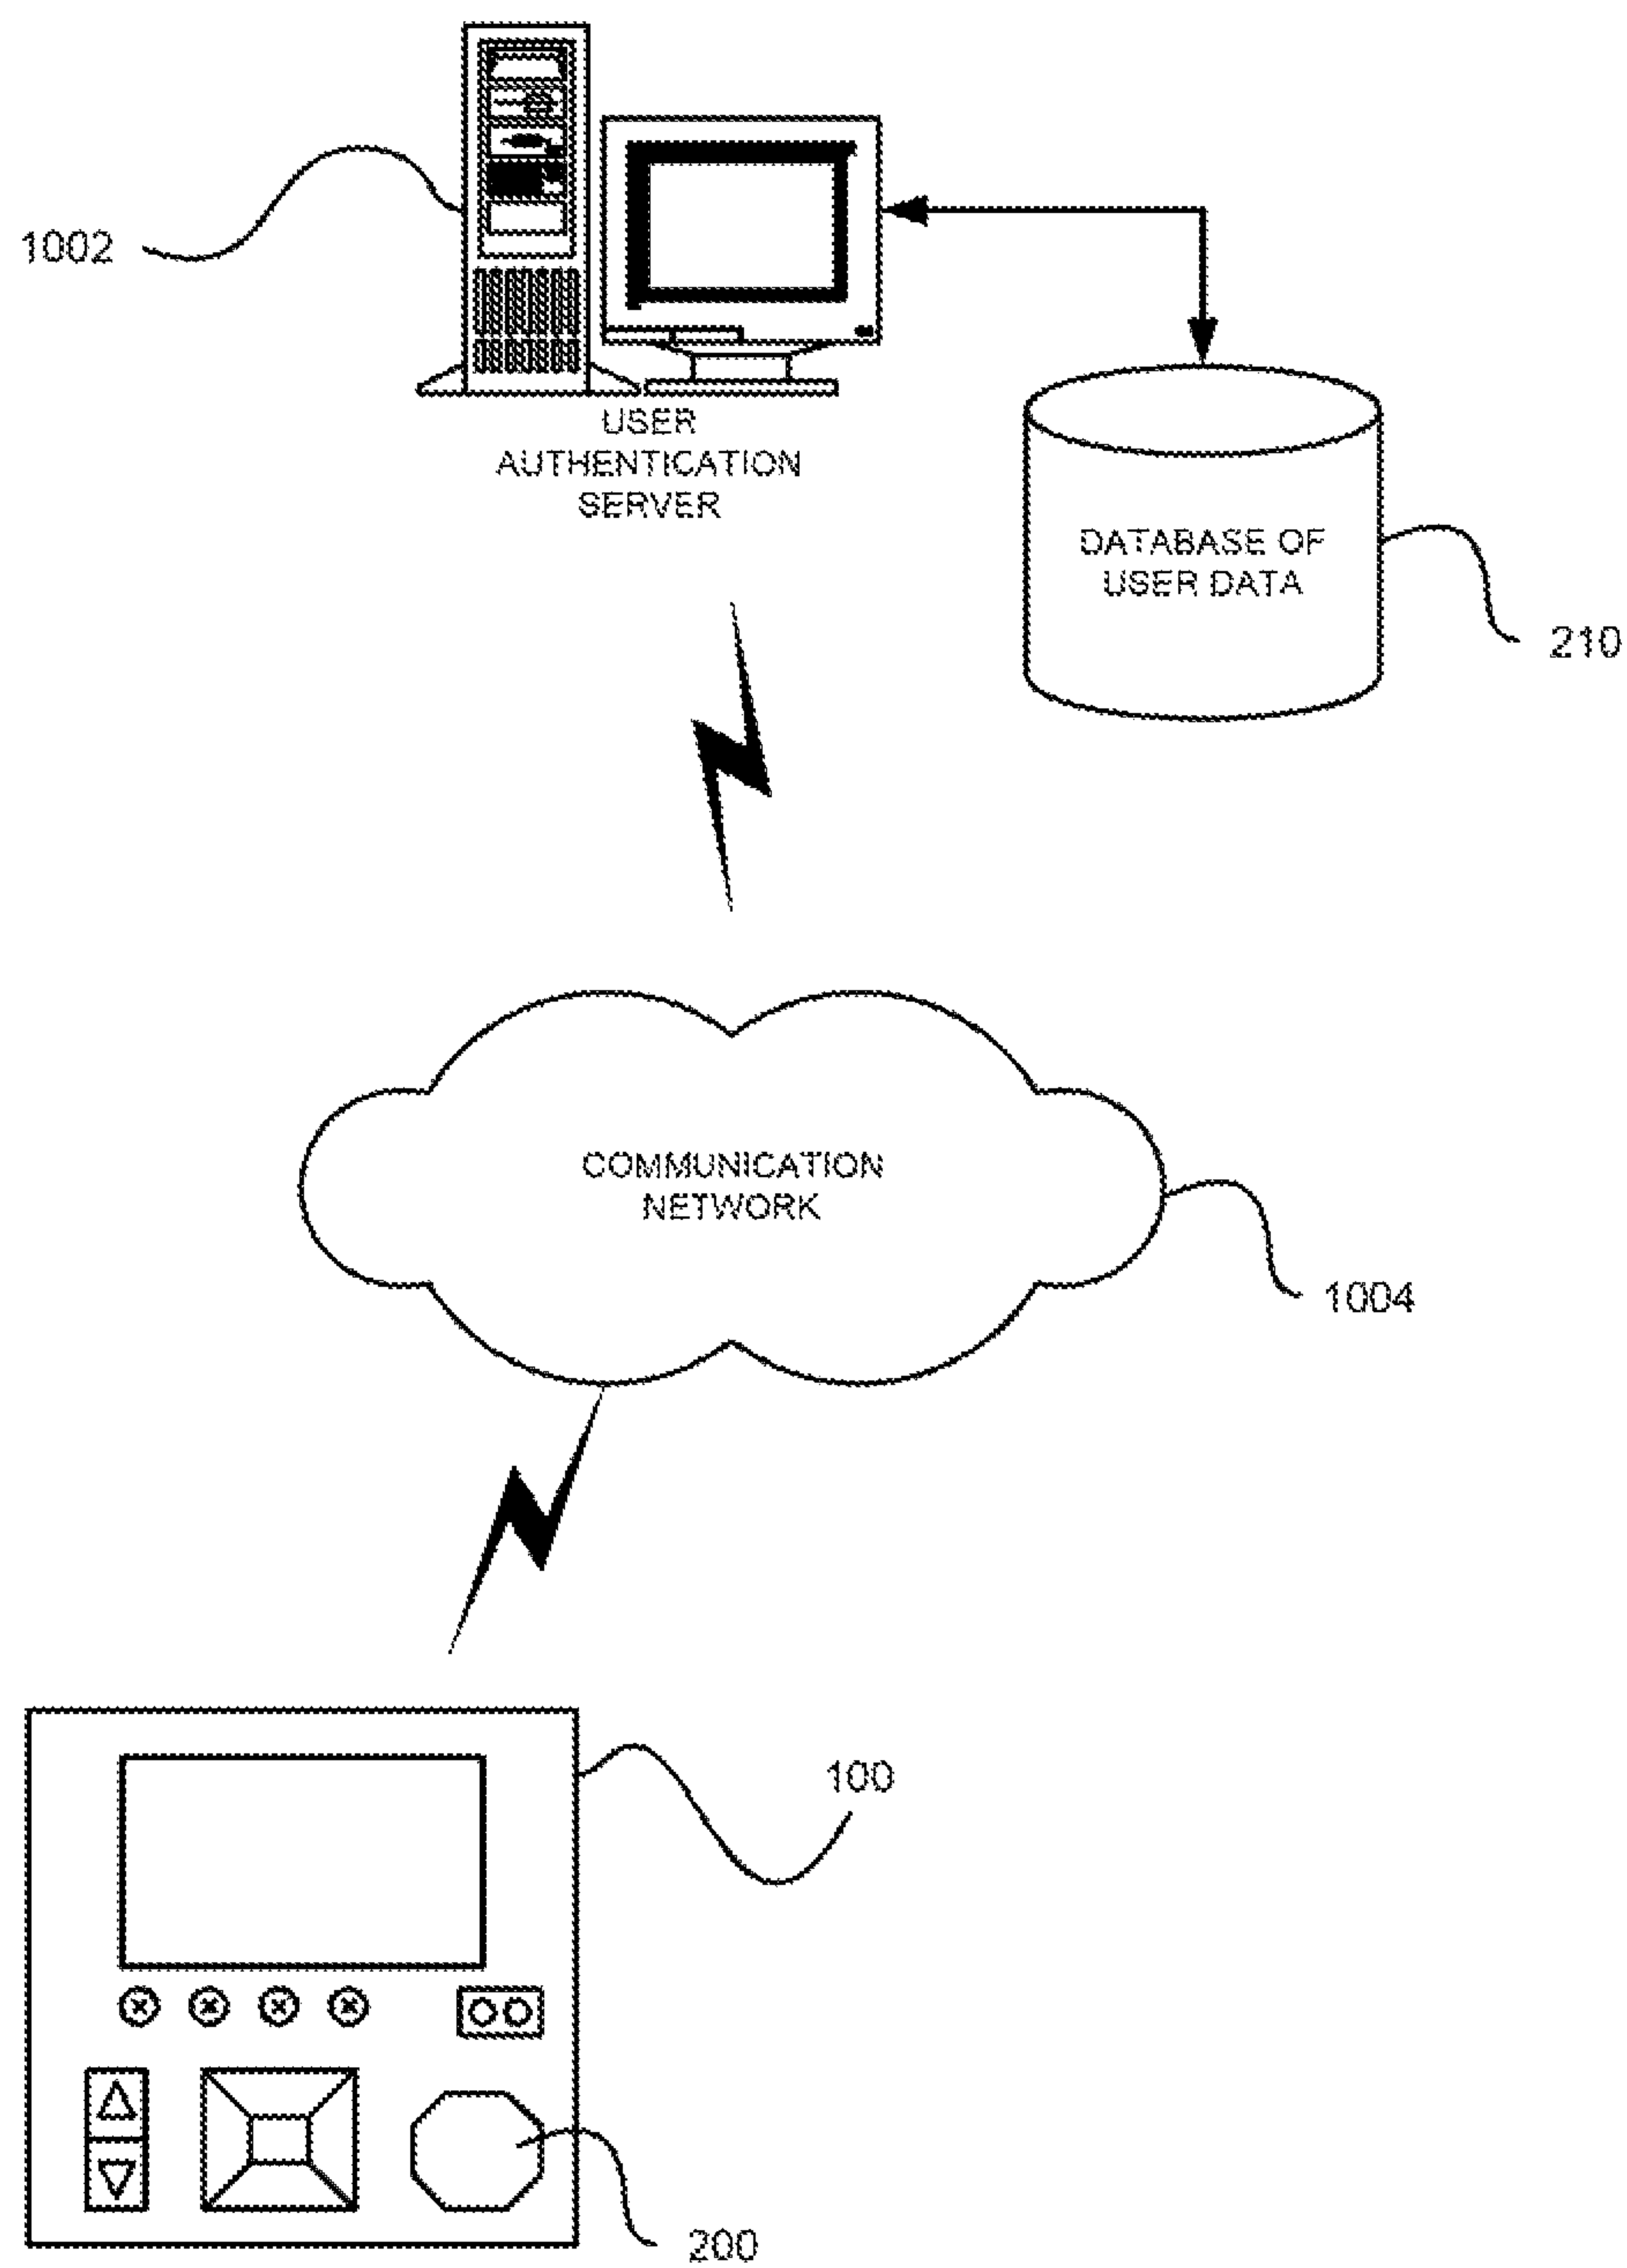 1002
USER
AUTHENTICATION
SERVER
DATABASE OF
USER DATA
210
COMMUNICATION
NETWORK
1004
100
200